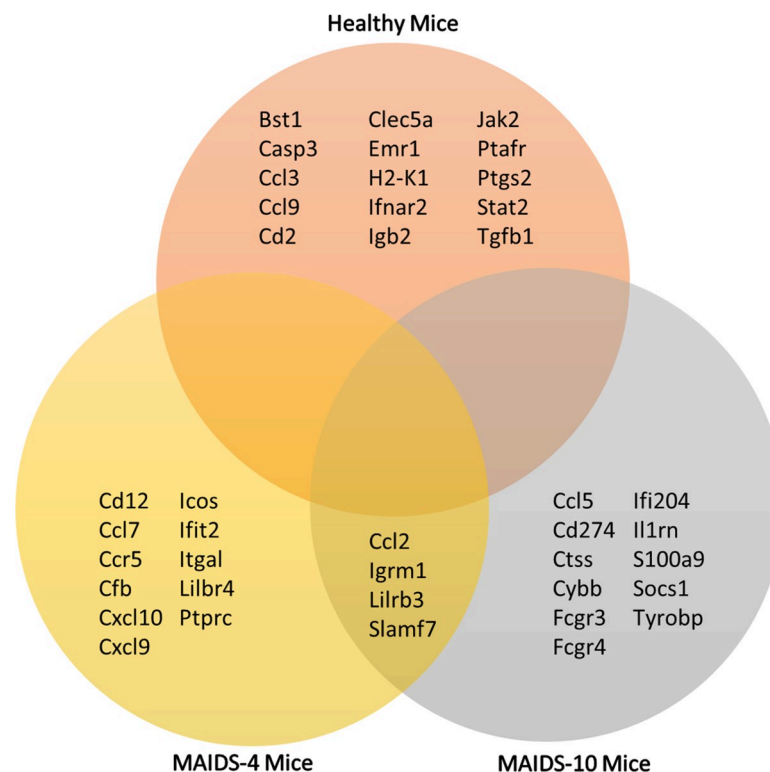 Healthy Mice
Bst1 Clec5a Jak2
Casp3 Emr1 Ptafr
Ccl3 H2-K1 Ptgs2
Ccl9 Ifnar2 Stat2
Cd2 Igb2 Tgfb1
Cd12 Icos
Ccl7 Ifit2
Ccr5 Itgal
Cfb Lilbr4
Cxcl10 Ptprc
Cxcl9
Ccl2
Igrm1
Lilrb3
Slamf7
Ccl5 Ifi204
Cd274 Il1rn
Ctss S100a9
Cybb Socs1
Fcgr3 Tyrobp
Fcgr4
MAIDS-4 Mice
MAIDS-10 Mice